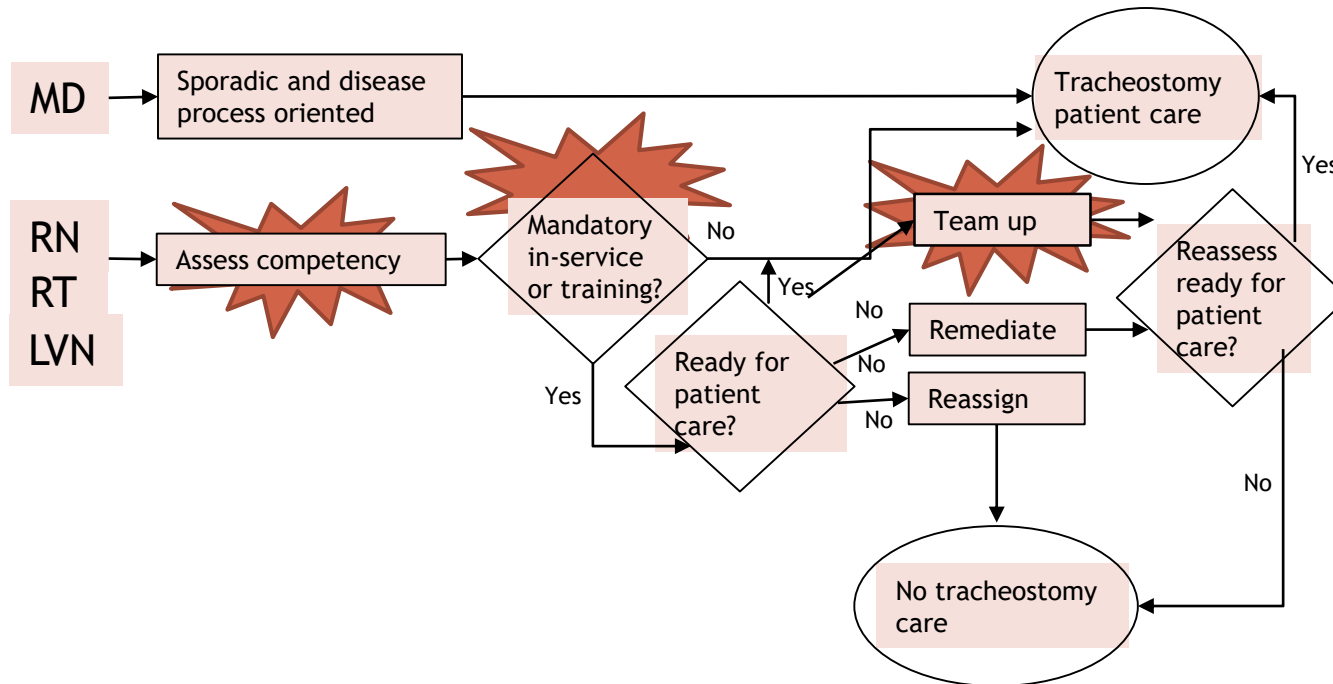 MD
Sporadic and disease
process oriented
Tracheostomy
patient care
Yes
RN
RT
LVN
Assess competency
Mandatory
in-service
or training?
No
Team up
Yes
Reassess
ready for
patient
care?
No
Remediate
Ready for
patient
care?
No
Yes
Reassign
No
No
No tracheostomy
care